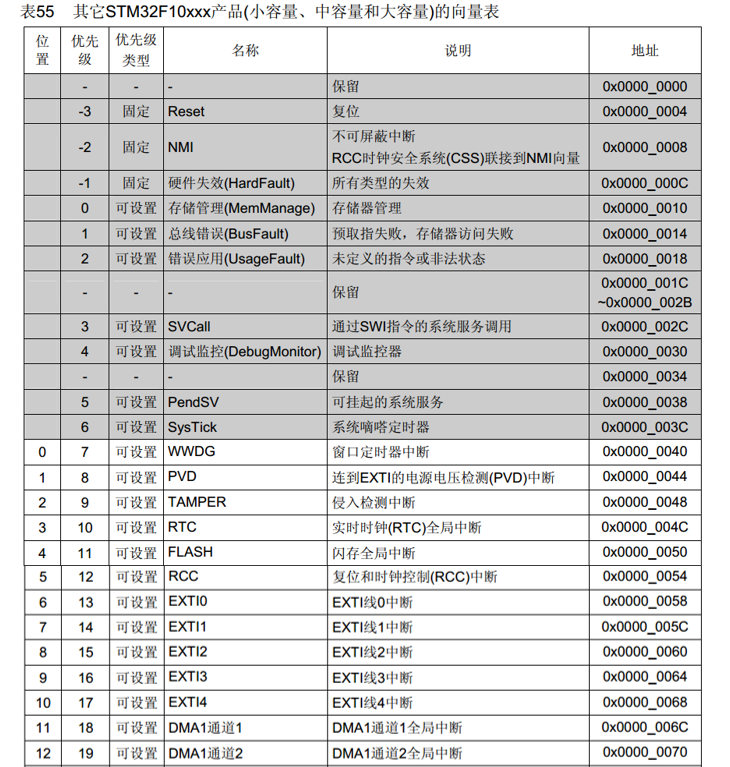 表55 其它STM32F10xxx产品(小容量、中容量和大容量)的向量表
位置 优先级 优先级类型 名称 说明 地址
- - - 保留 0x0000_0000
-3 固定 Reset 复位 0x0000_0004
-2 固定 NMI 不可屏蔽中断 RCC时钟安全系统(CSS)联接到NMI向量 0x0000_0008
-1 固定 硬件失效(HardFault) 所有类型的失效 0x0000_000C
0 可设置 存储管理(MemManage) 存储器管理 0x0000_0010
1 可设置 总线错误(BusFault) 预取指失败，存储器访问失败 0x0000_0014
2 可设置 错误应用(UsageFault) 未定义的指令或非法状态 0x0000_0018
- - - 保留 0x0000_001C ~0x0000_002B
3 可设置 SVCall 通过SWI指令的系统服务调用 0x0000_002C
4 可设置 调试监控(DebugMonitor) 调试监控器 0x0000_0030
- - - 保留 0x0000_0034
5 可设置 PendSV 可挂起的系统服务 0x0000_0038
6 可设置 SysTick 系统嘀嗒定时器 0x0000_003C
0 7 可设置 WWDG 窗口定时器中断 0x0000_0040
1 8 可设置 PVD 连到EXTI的电源电压检测(PVD)中断 0x0000_0044
2 9 可设置 TAMPER 侵入检测中断 0x0000_0048
3 10 可设置 RTC 实时时钟(RTC)全局中断 0x0000_004C
4 11 可设置 FLASH 闪存全局中断 0x0000_0050
5 12 可设置 RCC 复位和时钟控制(RCC)中断 0x0000_0054
6 13 可设置 EXTI0 EXTI线0中断 0x0000_0058
7 14 可设置 EXTI1 EXTI线1中断 0x0000_005C
8 15 可设置 EXTI2 EXTI线2中断 0x0000_0060
9 16 可设置 EXTI3 EXTI线3中断 0x0000_0064
10 17 可设置 EXTI4 EXTI线4中断 0x0000_0068
11 18 可设置 DMA1通道1 DMA1通道1全局中断 0x0000_006C
12 19 可设置 DMA1通道2 DMA1通道2全局中断 0x0000_0070